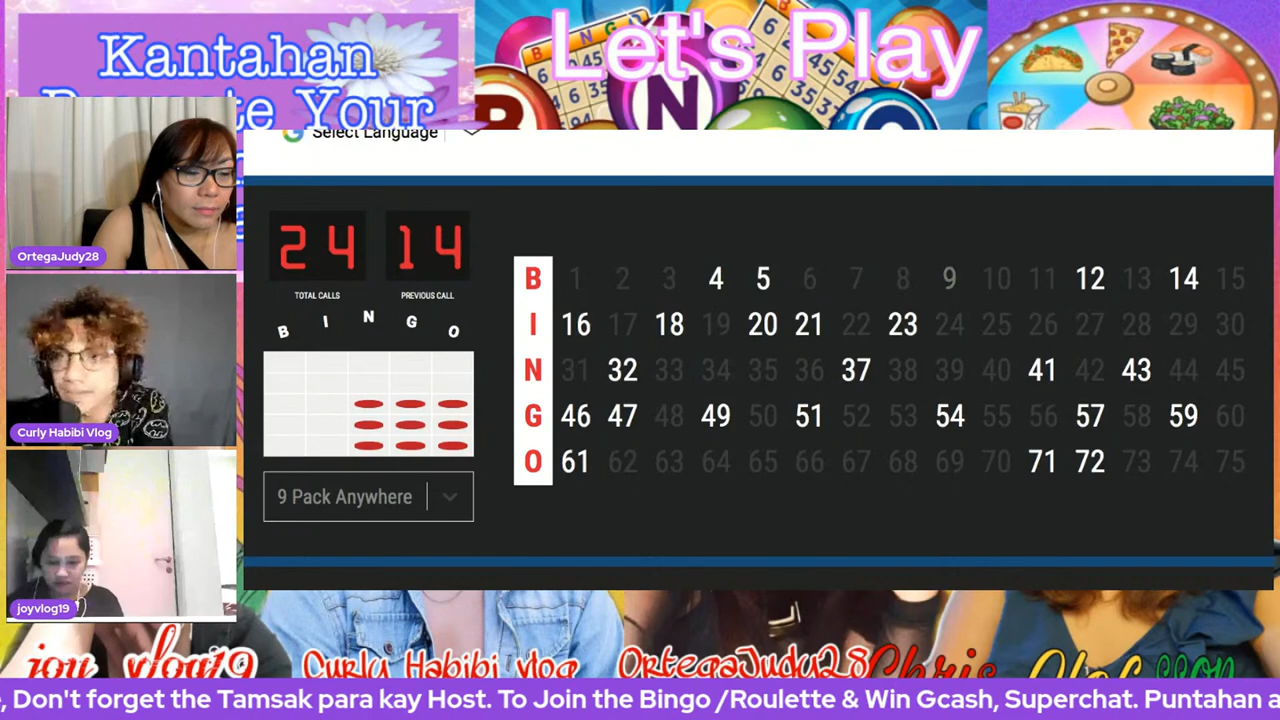 Kantahan
Let's Play
Select Language
OrtegaJudy28
24
14
TOTAL CALLS
PREVIOUS CALL
B I N G O
9 Pack Anywhere
B 1 2 3 4 5 6 7 8 9 10 11 12 13 14 15
I 16 17 18 19 20 21 22 23 24 25 26 27 28 29 30
N 31 32 33 34 35 36 37 38 39 40 41 42 43 44 45
G 46 47 48 49 50 51 52 53 54 55 56 57 58 59 60
O 61 62 63 64 65 66 67 68 69 70 71 72 73 74 75
Curly Habibi Vlog
joyvlog19
joy vlog19
Curly Habibi vlog
OrtegaJudy28
Chris
, Don't forget the Tamsak para kay Host. To Join the Bingo /Roulette & Win Gcash, Superchat. Puntahan a